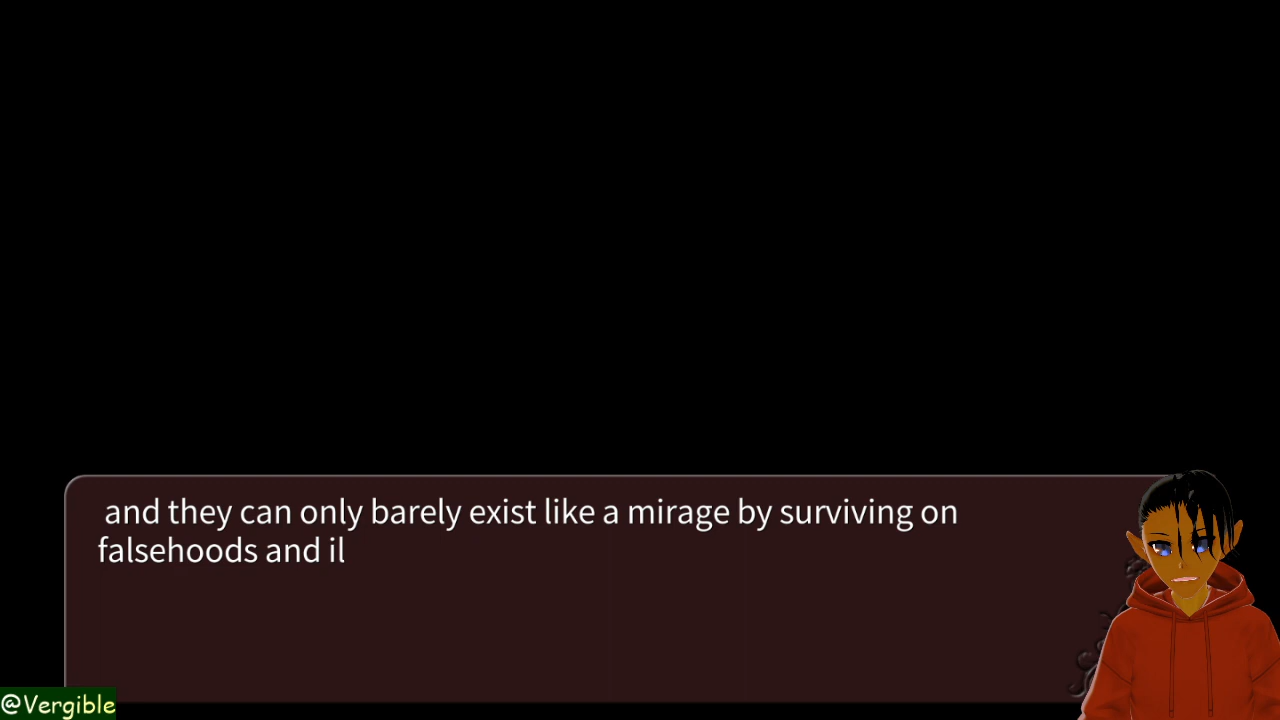 and they can only barely exist like a mirage by surviving on
falsehoods and il
@Vergible